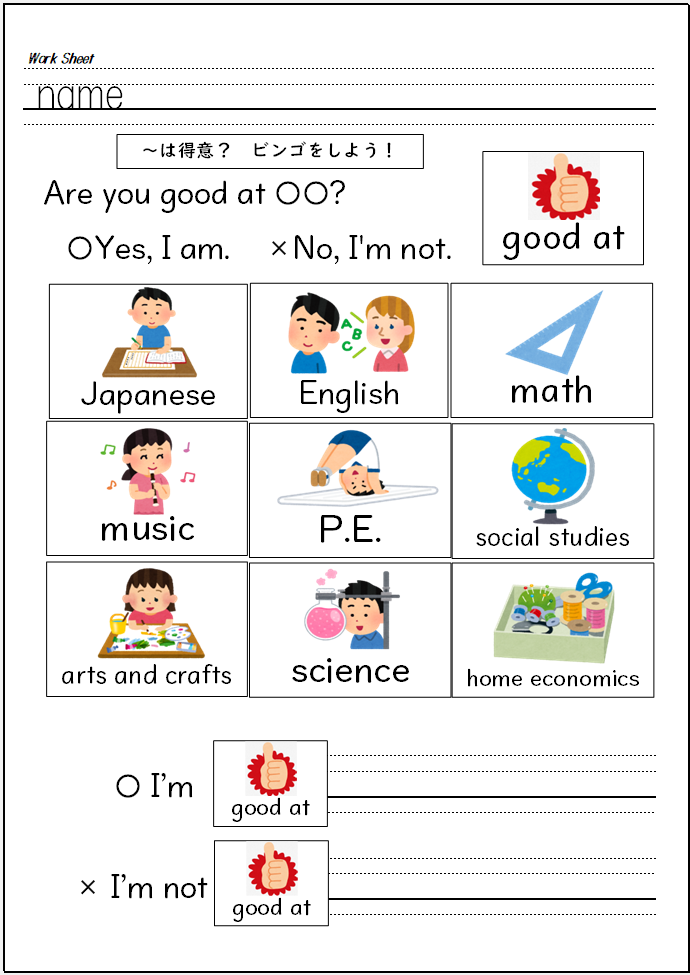 Work Sheet
name
～は得意？　ビンゴをしよう！
Are you good at 〇〇?
〇Yes, I am.　×No, I'm not.
good at
Japanese
A B C
English
math
music
P.E.
social studies
arts and crafts
science
home economics
〇 I’m good at
× I’m not good at